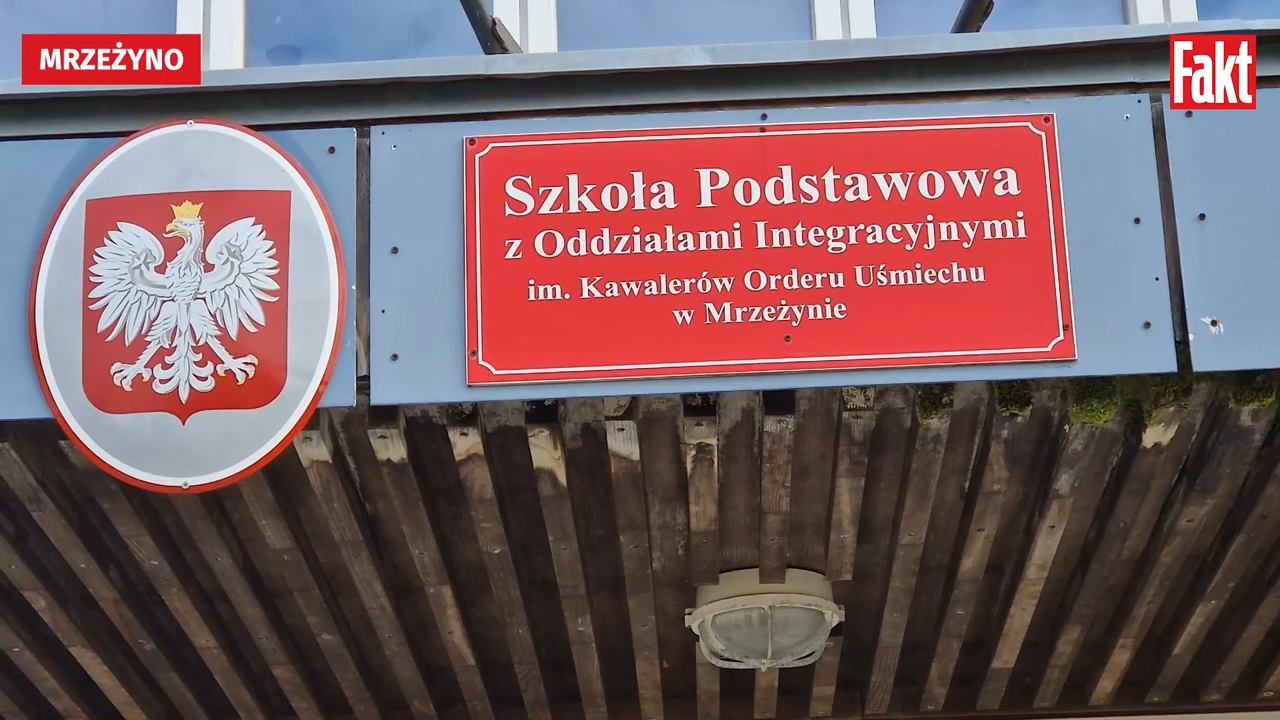 MRZEŻYNO
Fakt
Szkoła Podstawowa
z Oddziałami Integracyjnymi
im. Kawalerów Orderu Uśmiechu
w Mrzeżynie